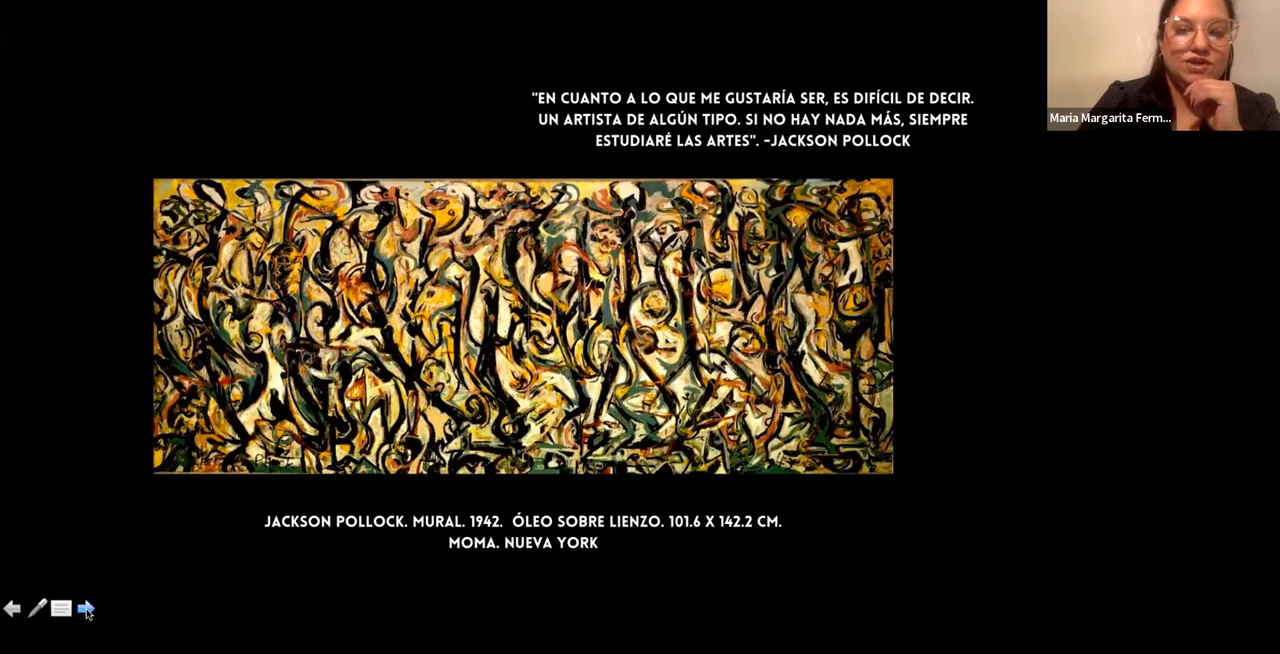 "EN CUANTO A LO QUE ME GUSTARÍA SER, ES DIFÍCIL DE DECIR.
UN ARTISTA DE ALGÚN TIPO. SI NO HAY NADA MÁS, SIEMPRE
ESTUDIARÉ LAS ARTES". -JACKSON POLLOCK
Maria Margarita Ferm...
JACKSON POLLOCK. MURAL. 1942. ÓLEO SOBRE LIENZO. 101.6 X 142.2 CM.
MOMA. NUEVA YORK